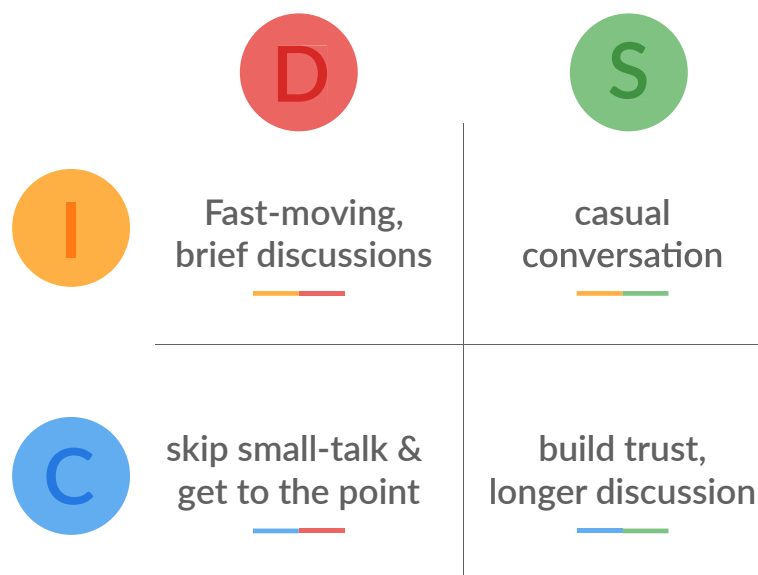 D
S
I
Fast-moving,
brief discussions
casual
conversation
C
skip small-talk &
get to the point
build trust,
longer discussion